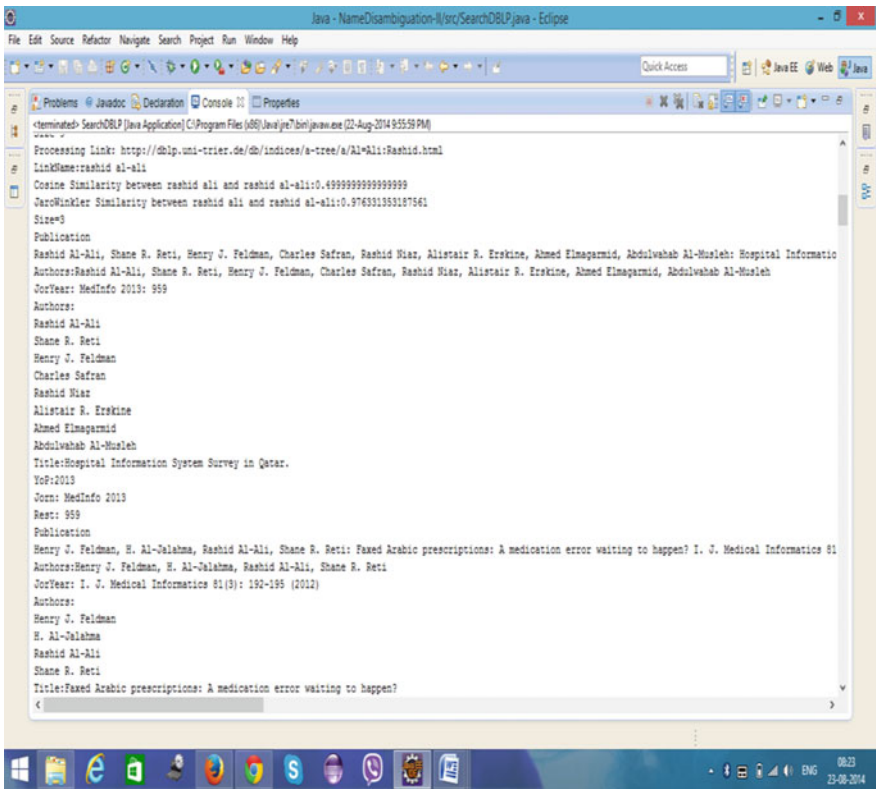 Java - NameDisambiguation-II/src/SearchDBLP.java - Eclipse
File Edit Source Refactor Navigate Search Project Run Window Help
Quick Access
Java EE Web Java
Problems Javadoc Declaration Console Properties
<terminated> SearchDBLP [Java Application] C:\Program Files (x86)\Java\jre7\bin\javaw.exe (22-Aug-2014 9:55:59 PM)
Processing Link: http://dblp.uni-trier.de/db/indices/a-tree/a/Al=Ali:Rashid.html
LinkName:rashid al-ali
Cosine Similarity between rashid ali and rashid al-ali:0.4999999999999999
JaroWinkler Similarity between rashid ali and rashid al-ali:0.976331353187561
Size=3
Publication
Rashid Al-Ali, Shane R. Reti, Henry J. Feldman, Charles Safran, Rashid Niaz, Alistair R. Erskine, Ahmed Elmagarmid, Abdulwahab Al-Musleh: Hospital Informatio
Authors:Rashid Al-Ali, Shane R. Reti, Henry J. Feldman, Charles Safran, Rashid Niaz, Alistair R. Erskine, Ahmed Elmagarmid, Abdulwahab Al-Musleh
JorYear: MedInfo 2013: 959
Authors:
Rashid Al-Ali
Shane R. Reti
Henry J. Feldman
Charles Safran
Rashid Niaz
Alistair R. Erskine
Ahmed Elmagarmid
Abdulwahab Al-Musleh
Title:Hospital Information System Survey in Qatar.
YoP:2013
Jorn: MedInfo 2013
Rest: 959
Publication
Henry J. Feldman, H. Al-Jalahma, Rashid Al-Ali, Shane R. Reti: Faxed Arabic prescriptions: A medication error waiting to happen? I. J. Medical Informatics 81
Authors:Henry J. Feldman, H. Al-Jalahma, Rashid Al-Ali, Shane R. Reti
JorYear: I. J. Medical Informatics 81(3): 192-195 (2012)
Authors:
Henry J. Feldman
H. Al-Jalahma
Rashid Al-Ali
Shane R. Reti
Title:Faxed Arabic prescriptions: A medication error waiting to happen?
ENG
08:23
23-08-2014